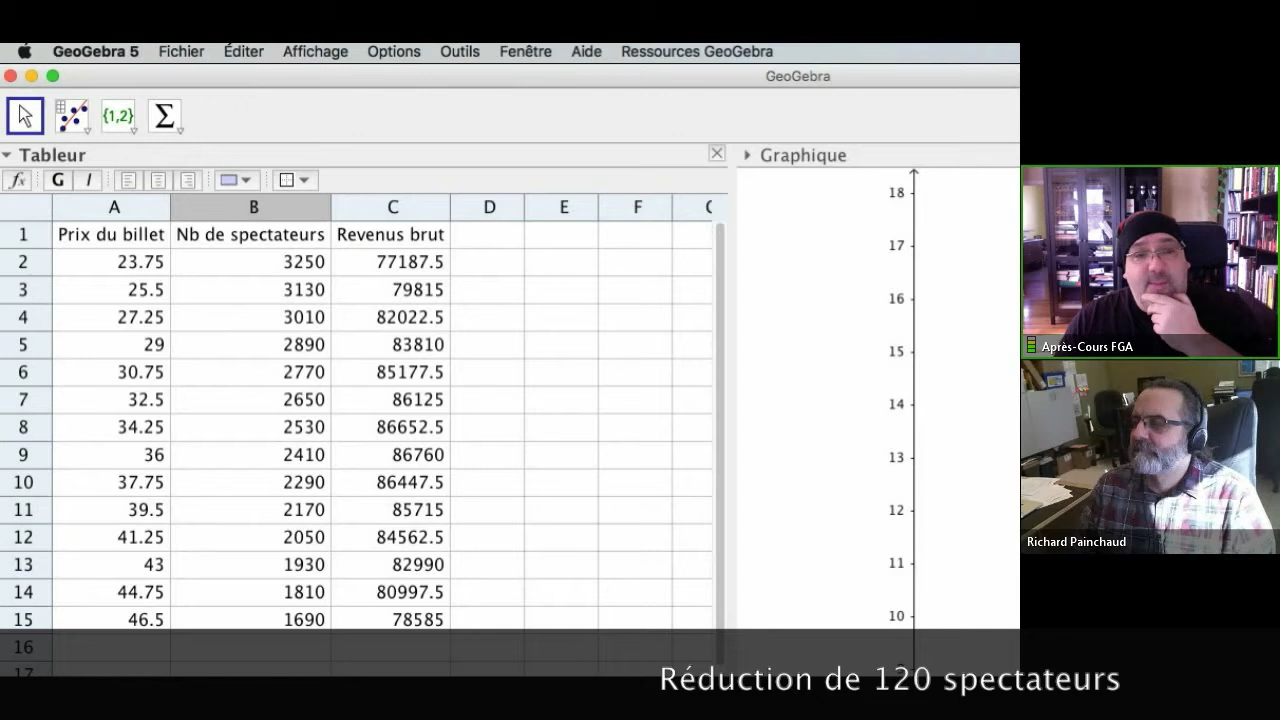 GeoGebra 5 Fichier Éditer Affichage Options Outils Fenêtre Aide Ressources GeoGebra
GeoGebra
{1,2} Σ
Tableur
Graphique
fx G I
A B C D E F
1 Prix du billet Nb de spectateurs Revenus brut
2 23.75 3250 77187.5
3 25.5 3130 79815
4 27.25 3010 82022.5
5 29 2890 83810
6 30.75 2770 85177.5
7 32.5 2650 86125
8 34.25 2530 86652.5
9 36 2410 86760
10 37.75 2290 86447.5
11 39.5 2170 85715
12 41.25 2050 84562.5
13 43 1930 82990
14 44.75 1810 80997.5
15 46.5 1690 78585
16
18
17
16
15
14
13
12
11
10
Après-Cours FGA
Richard Painchaud
Réduction de 120 spectateurs